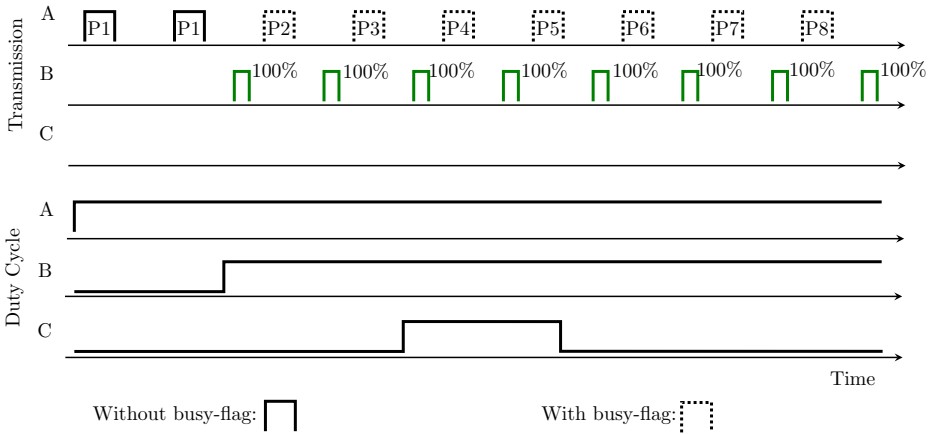 Transmission
A
P1 P1 P2 P3 P4 P5 P6 P7 P8
B
100% 100% 100% 100% 100% 100% 100% 100%
C
Duty Cycle
A
B
C
Time
Without busy-flag: With busy-flag: